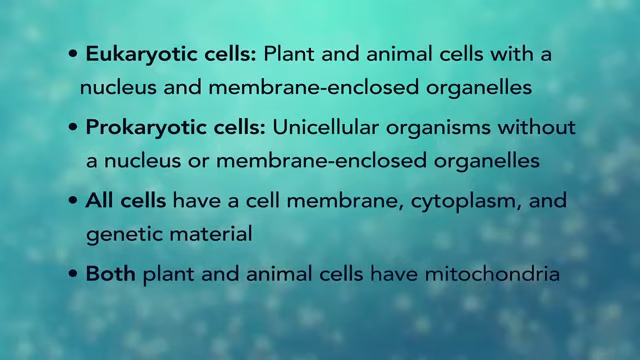 • Eukaryotic cells: Plant and animal cells with a
nucleus and membrane-enclosed organelles
• Prokaryotic cells: Unicellular organisms without
a nucleus or membrane-enclosed organelles
• All cells have a cell membrane, cytoplasm, and
genetic material
• Both plant and animal cells have mitochondria